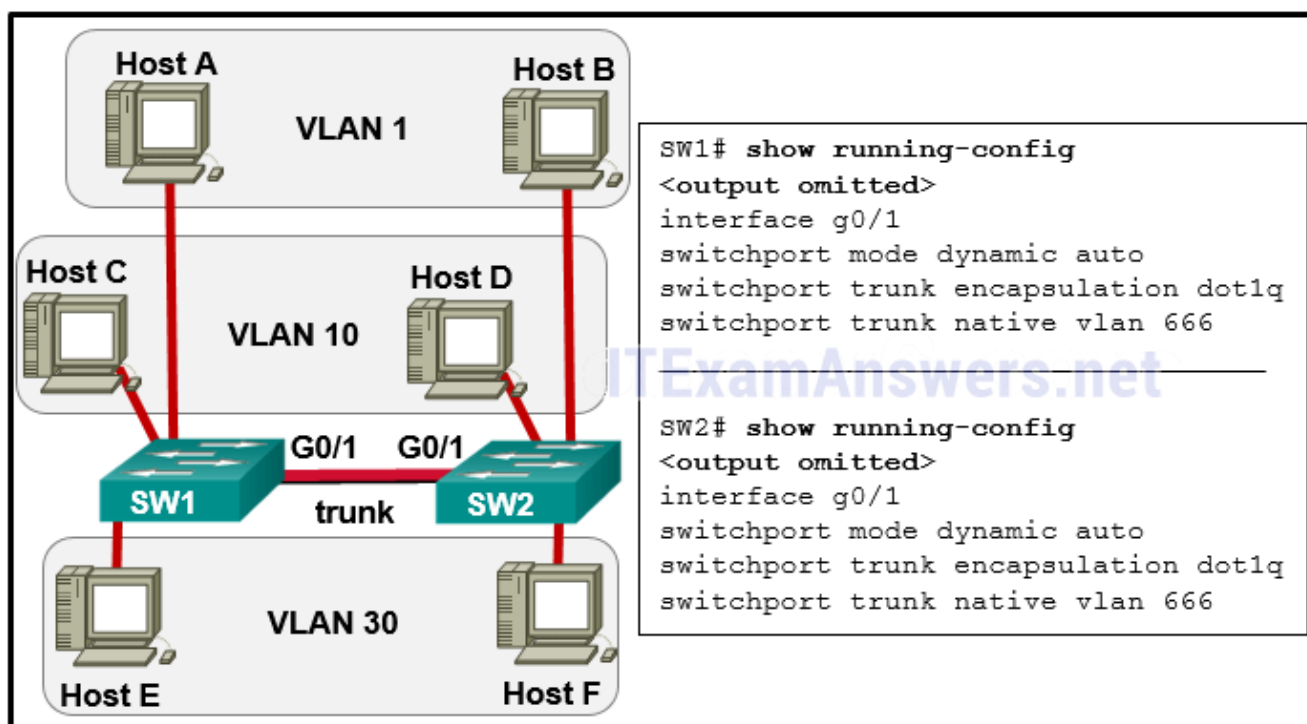 Host A
Host B
VLAN 1
Host C
Host D
VLAN 10
G0/1 G0/1
SW1
trunk
SW2
VLAN 30
Host E
Host F
SW1# show running-config
<output omitted>
interface g0/1
switchport mode dynamic auto
switchport trunk encapsulation dot1q
switchport trunk native vlan 666
ITExamAnswers.net
SW2# show running-config
<output omitted>
interface g0/1
switchport mode dynamic auto
switchport trunk encapsulation dot1q
switchport trunk native vlan 666